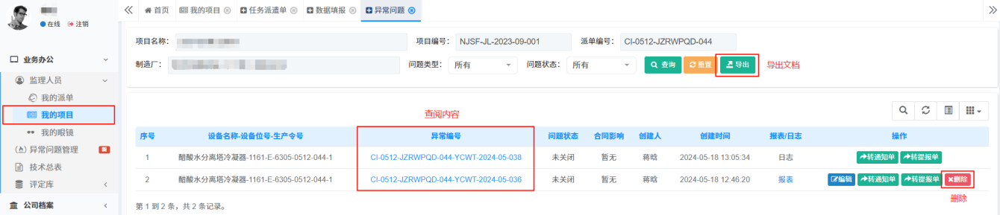 在线 注销
业务办公
监理人员
我的派单
我的项目
我的眼镜
异常问题管理 新
技术总表
评定库
公司档案
首页 我的项目 任务派遣单 数据填报 异常问题
项目名称： 项目编号： NJSF-JL-2023-09-001 派单编号： CI-0512-JZRWPQD-044
制造厂： 问题类型： 所有 问题状态： 所有 查询 重置 导出 导出文档
查阅内容
序号 设备名称-设备位号-生产令号 异常编号 问题状态 合同影响 创建人 创建时间 报表/日志 操作
1 醋酸水分离塔冷凝器-1161-E-6305-0512-044-1 CI-0512-JZRWPQD-044-YCWT-2024-05-038 未关闭 暂无 蒋晗 2024-05-18 13:05:34 日志 转通知单 转提报单
2 醋酸水分离塔冷凝器-1161-E-6305-0512-044-1 CI-0512-JZRWPQD-044-YCWT-2024-05-036 未关闭 暂无 蒋晗 2024-05-18 12:46:20 报表 编辑 转通知单 转提报单 删除
删除
第 1 到 2 条，共 2 条记录。